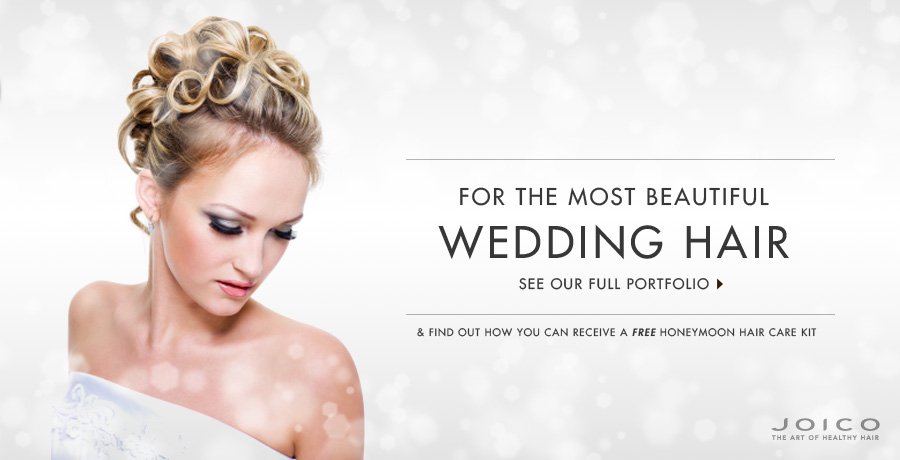 FOR THE MOST BEAUTIFUL
WEDDING HAIR
SEE OUR FULL PORTFOLIO
& FIND OUT HOW YOU CAN RECEIVE A FREE HONEYMOON HAIR CARE KIT
JOICO
THE ART OF HEALTHY HAIR